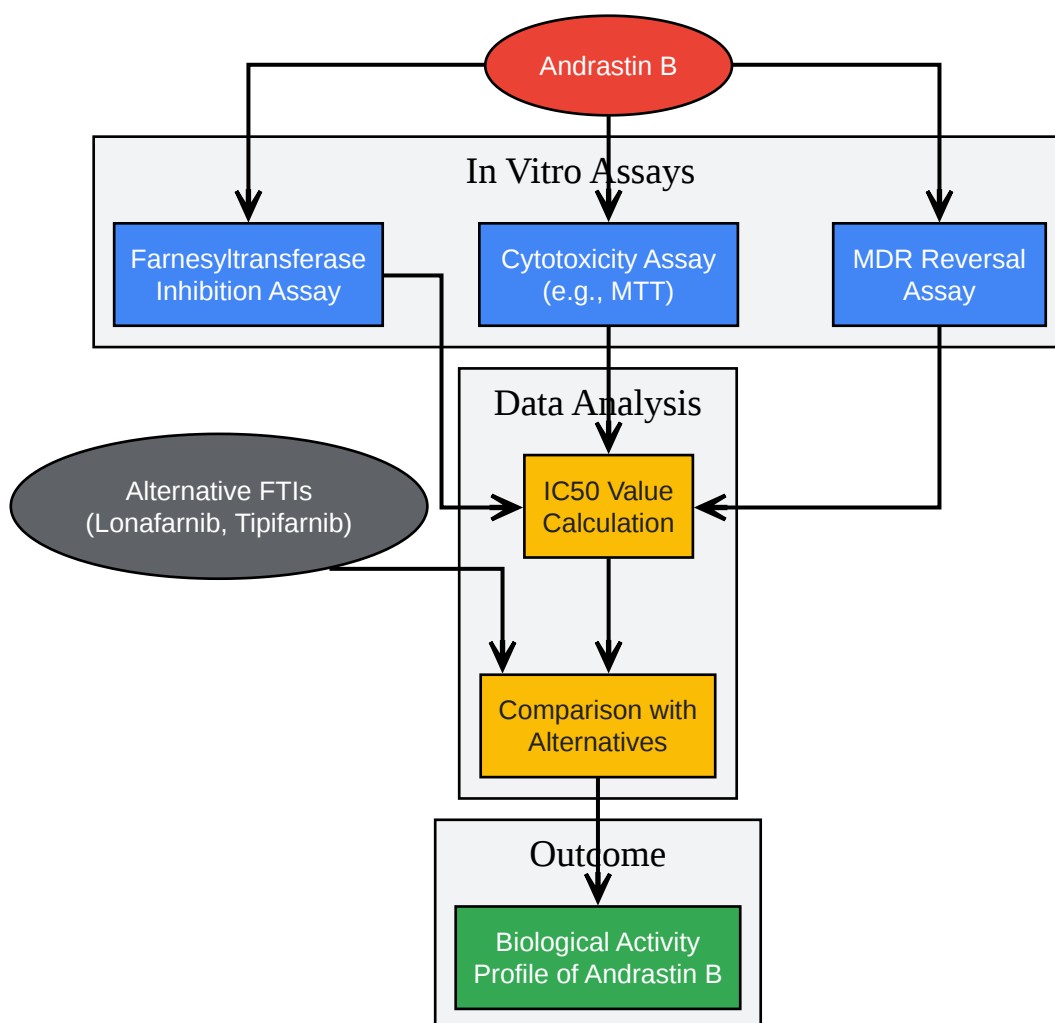 Andrastin B
In Vitro Assays
Farnesyltransferase
Inhibition Assay
Cytotoxicity Assay
(e.g., MTT)
MDR Reversal
Assay
Data Analysis
IC50 Value
Calculation
Alternative FTIs
(Lonafarnib, Tipifarnib)
Comparison with
Alternatives
Outcome
Biological Activity
Profile of Andrastin B